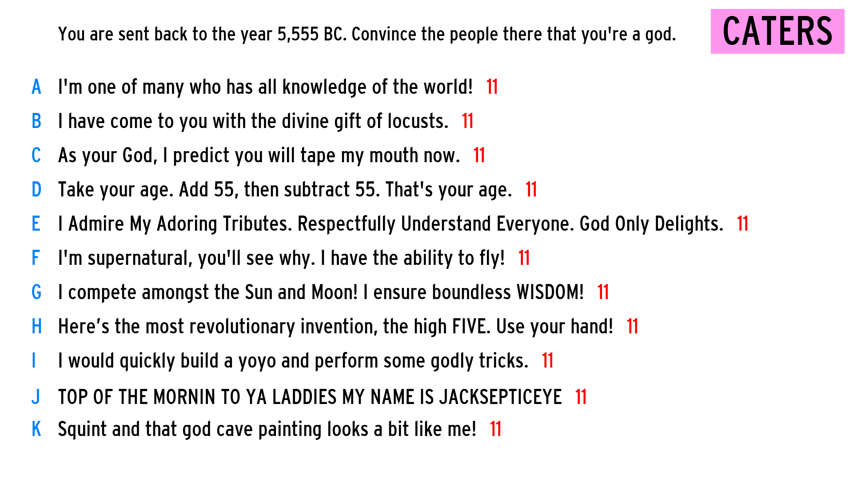 You are sent back to the year 5,555 BC. Convince the people there that you're a god.
CATERS
A I'm one of many who has all knowledge of the world! 11
B I have come to you with the divine gift of locusts. 11
C As your God, I predict you will tape my mouth now. 11
D Take your age. Add 55, then subtract 55. That's your age. 11
E I Admire My Adoring Tributes. Respectfully Understand Everyone. God Only Delights. 11
F I'm supernatural, you'll see why. I have the ability to fly! 11
G I compete amongst the Sun and Moon! I ensure boundless WISDOM! 11
H Here’s the most revolutionary invention, the high FIVE. Use your hand! 11
I I would quickly build a yoyo and perform some godly tricks. 11
J TOP OF THE MORNIN TO YA LADDIES MY NAME IS JACKSEPTICEYE 11
K Squint and that god cave painting looks a bit like me! 11